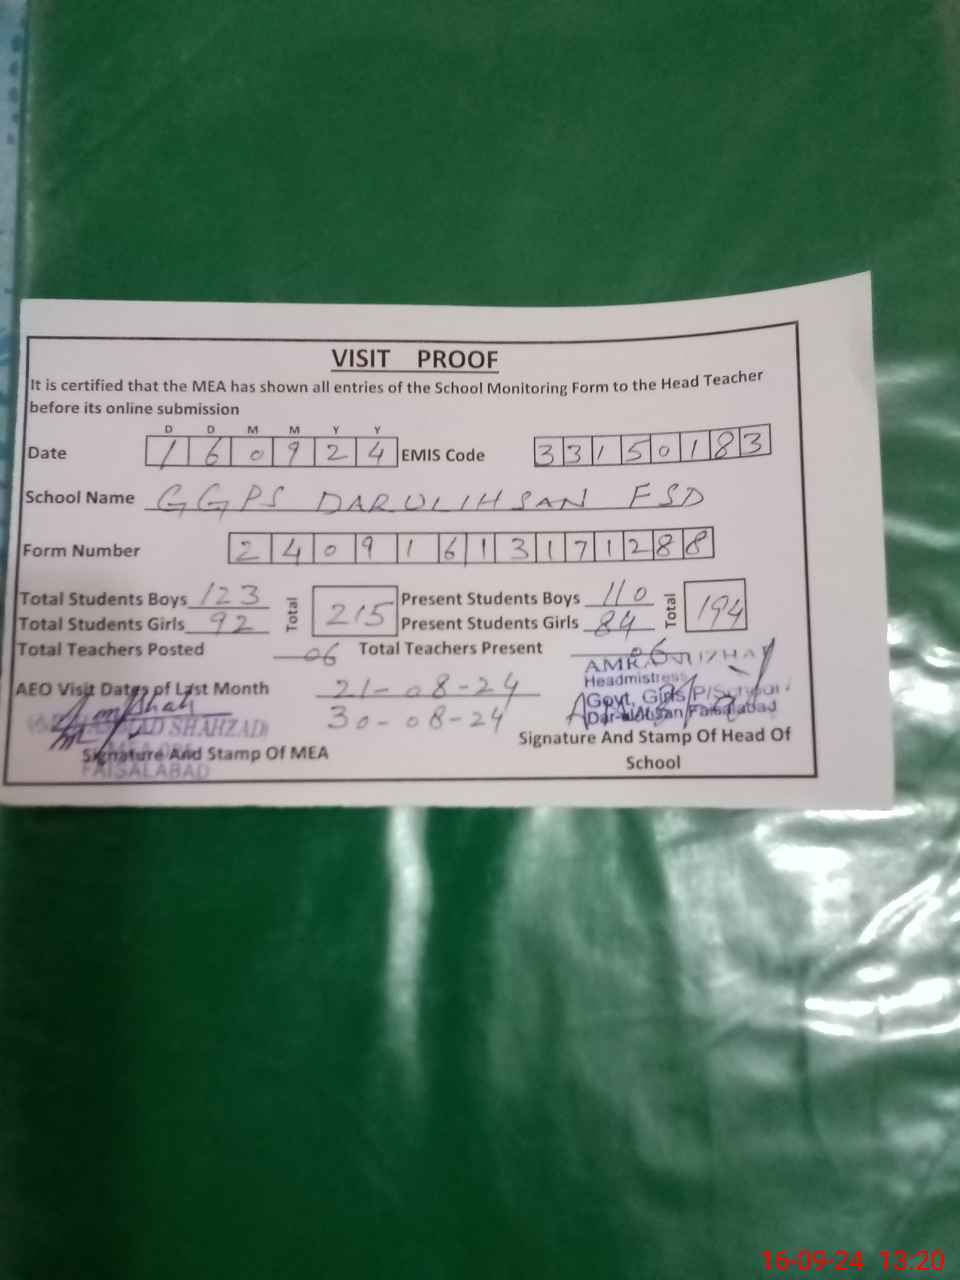 VISIT PROOF
It is certified that the MEA has shown all entries of the School Monitoring Form to the Head Teacher
before its online submission
D D M M Y Y
Date 1 6 0 9 2 4 EMIS Code 3 3 1 5 0 1 8 3
School Name GGPS DARULIHSAN FSD
Form Number 2 4 0 9 1 6 1 3 1 7 1 2 8 8
Total Students Boys 123 Total 215 Present Students Boys 110 Total 194
Total Students Girls 92 Present Students Girls 84
Total Teachers Posted 06 Total Teachers Present 06
AEO Visit Dates of Last Month 21-08-24
30-08-24
SHAHZAD
FAISALABAD
Signature And Stamp Of MEA
Headmistress
Govt, Girls P/School
Dar-ul-Ahsan Faisalabad
Signature And Stamp Of Head Of
School
16-09-24 13:20